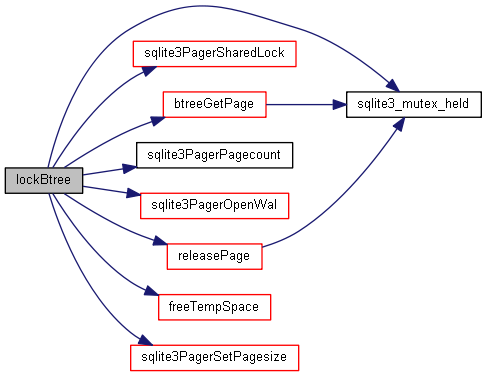 sqlite3PagerSharedLock
btreeGetPage
sqlite3_mutex_held
sqlite3PagerPagecount
lockBtree
sqlite3PagerOpenWal
releasePage
freeTempSpace
sqlite3PagerSetPagesize